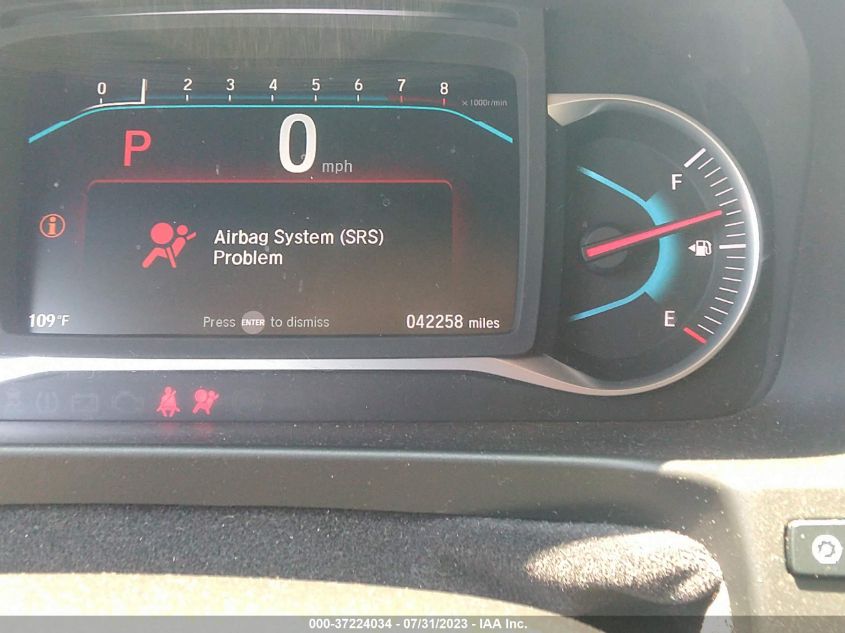 0 2 3 4 5 6 7 8 x1000r/min
P 0 mph
F
Airbag System (SRS)
Problem
E
109°F Press ENTER to dismiss 042258 miles
000-37224034 - 07/31/2023 - IAA Inc.